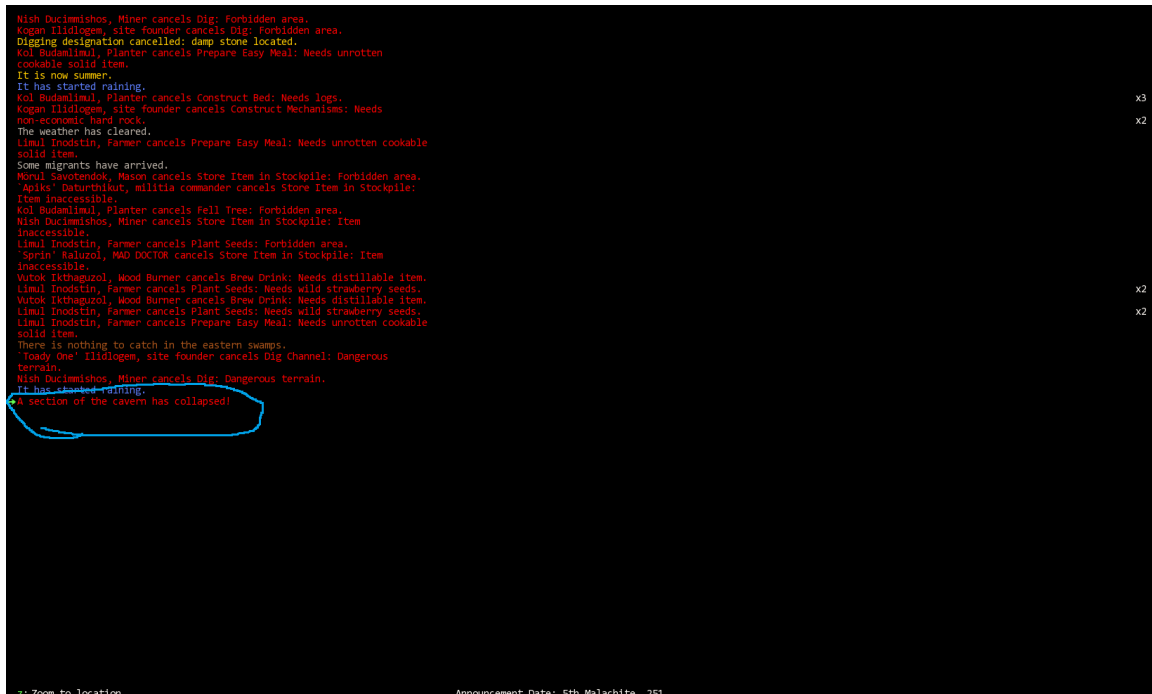 Nish Ducimmishos, Miner cancels Dig: Forbidden area.
Kogan Ilidlogem, site founder cancels Dig: Forbidden area.
Digging designation cancelled: damp stone located.
Kol Budamlimul, Planter cancels Prepare Easy Meal: Needs unrotten
cookable solid item.
It is now summer.
It has started raining.
Kol Budamlimul, Planter cancels Construct Bed: Needs logs. x3
Kogan Ilidlogem, site founder cancels Construct Mechanisms: Needs
non-economic hard rock. x2
The weather has cleared.
Limul Inodstin, Farmer cancels Prepare Easy Meal: Needs unrotten cookable
solid item.
Some migrants have arrived.
Mörul Savotendok, Mason cancels Store Item in Stockpile: Forbidden area.
`Apiks' Daturthikut, militia commander cancels Store Item in Stockpile:
Item inaccessible.
Kol Budamlimul, Planter cancels Fell Tree: Forbidden area.
Nish Ducimmishos, Miner cancels Store Item in Stockpile: Item
inaccessible.
Limul Inodstin, Farmer cancels Plant Seeds: Forbidden area.
`Sprin' Raluzol, MAD DOCTOR cancels Store Item in Stockpile: Item
inaccessible.
Vutok Ikthaguzol, Wood Burner cancels Brew Drink: Needs distillable item.
Limul Inodstin, Farmer cancels Plant Seeds: Needs wild strawberry seeds. x2
Vutok Ikthaguzol, Wood Burner cancels Brew Drink: Needs distillable item.
Limul Inodstin, Farmer cancels Plant Seeds: Needs wild strawberry seeds. x2
Limul Inodstin, Farmer cancels Prepare Easy Meal: Needs unrotten cookable
solid item.
There is nothing to catch in the eastern swamps.
`Toady One' Ilidlogem, site founder cancels Dig Channel: Dangerous
terrain.
Nish Ducimmishos, Miner cancels Dig: Dangerous terrain.
It has started raining.
A section of the cavern has collapsed!
z: Zoom to location Announcement Date: 5th Malachite, 251